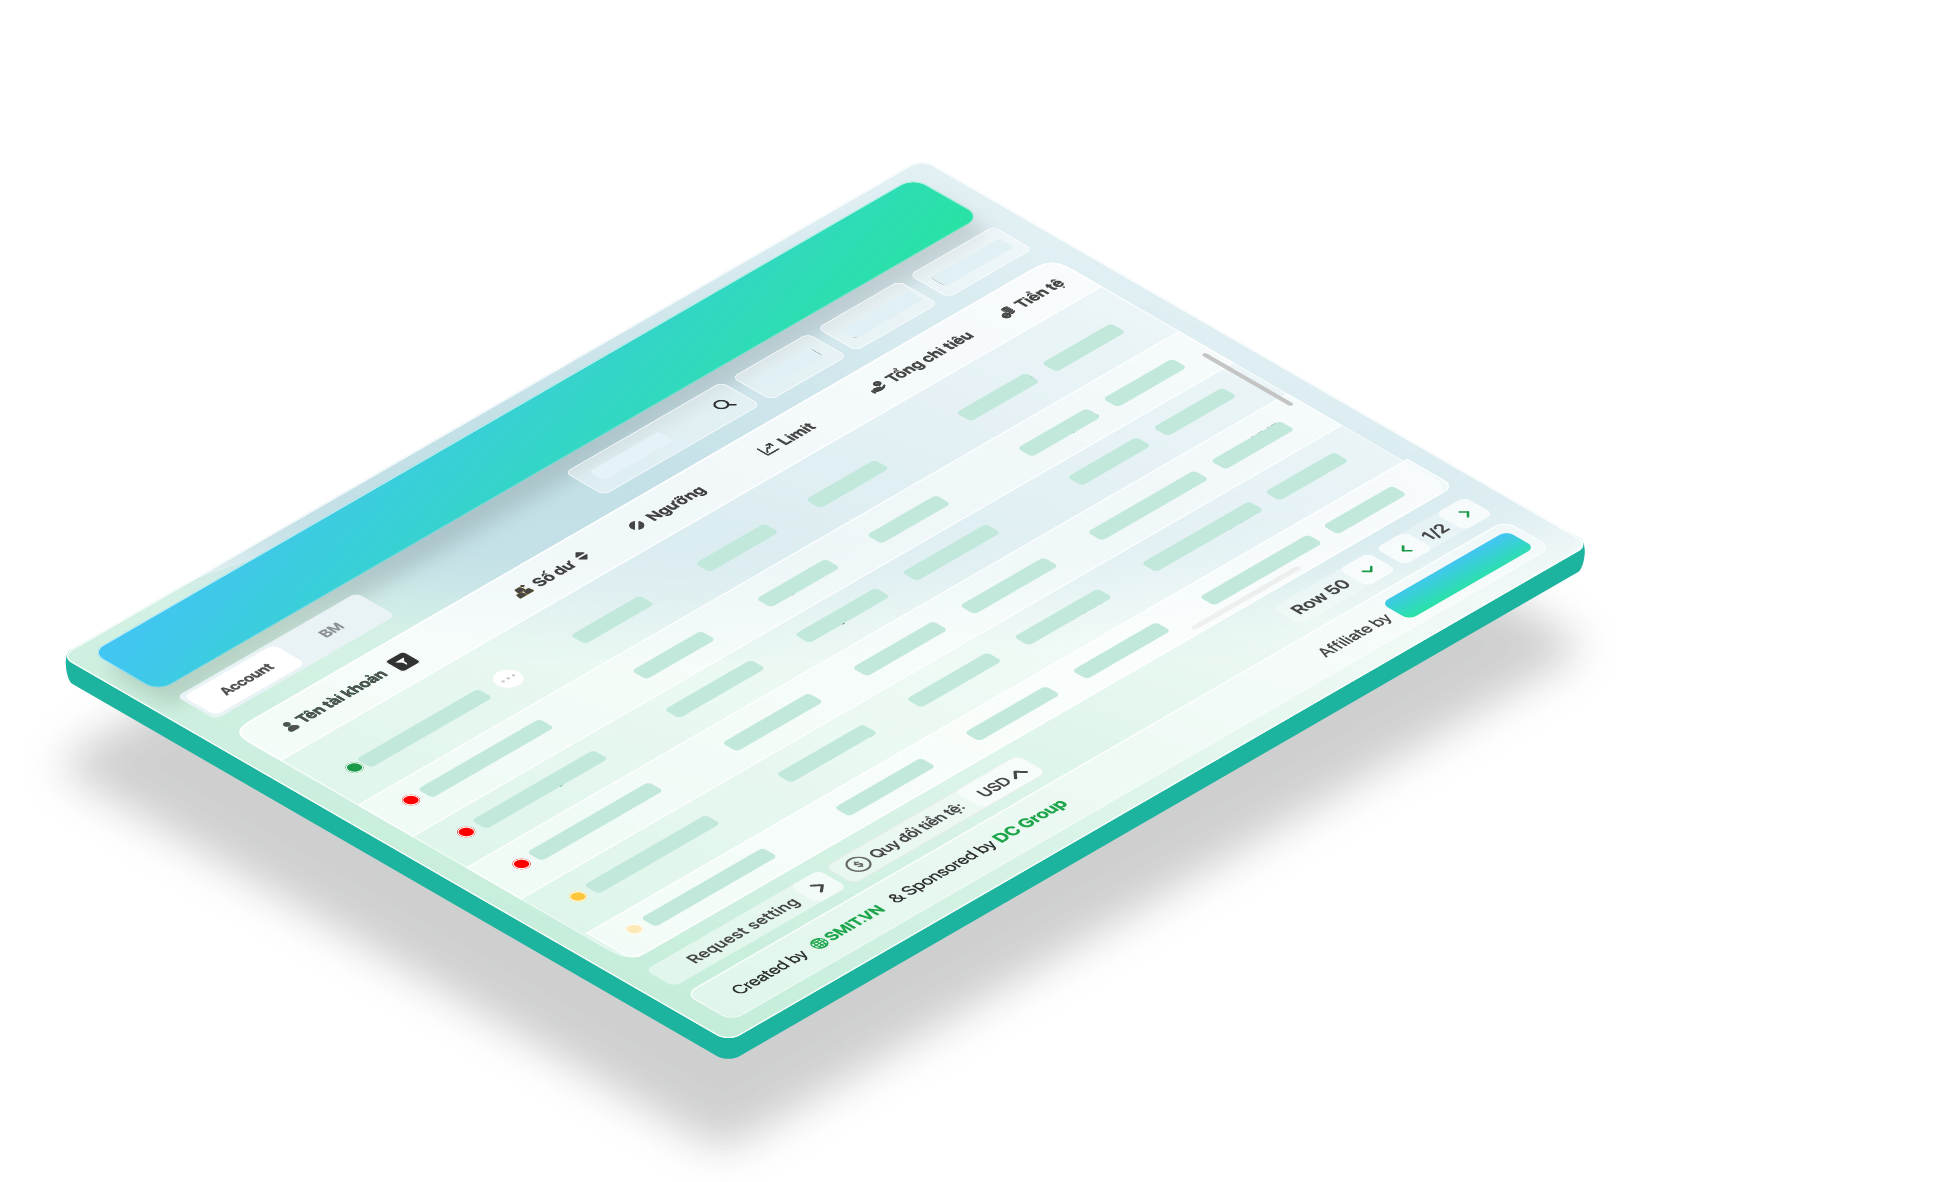 Account BM
Tên tài khoản Số dư Ngưỡng Limit Tổng chi tiêu Tiền tệ
Request setting Quy đổi tiền tệ: USD Row 50 1/2
Created by SMIT.VN & Sponsored by DC Group Affiliate by